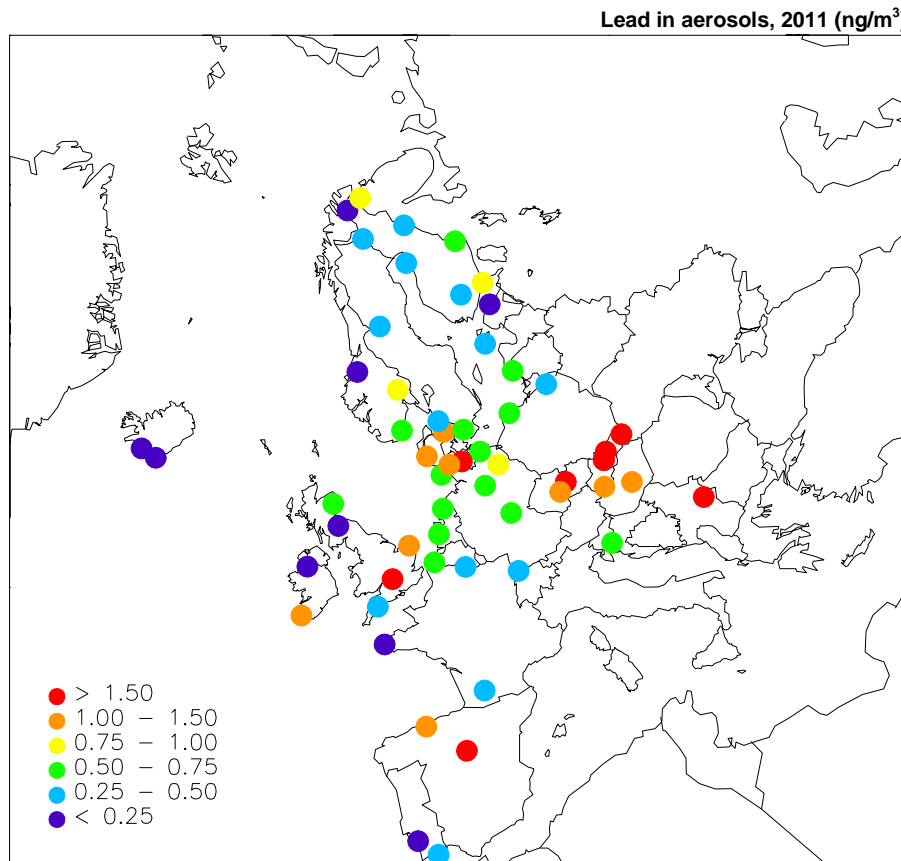 Lead in aerosols, 2011 (ng/m³)
> 1.50
1.00 – 1.50
0.75 – 1.00
0.50 – 0.75
0.25 – 0.50
< 0.25